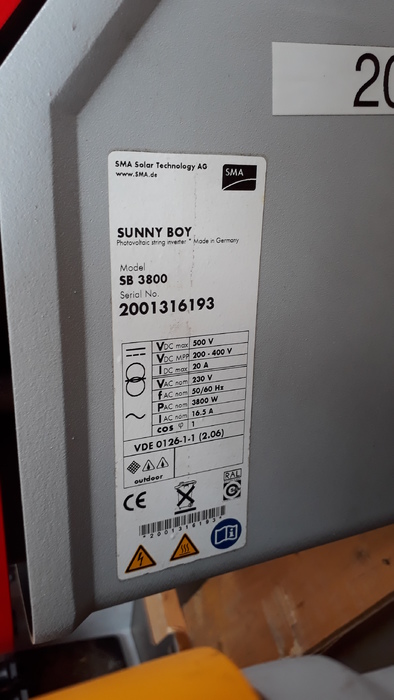 20
SMA Solar Technology AG
www.SMA.de
SMA
SUNNY BOY
Photovoltaic string inverter * Made in Germany
Model
SB 3800
Serial No.
2001316193
VDC max 500 V
VDC MPP 200 - 400 V
IDC max 20 A
VAC nom 230 V
fAC nom 50/60 Hz
PAC nom 3800 W
IAC nom 16.5 A
cos φ 1
VDE 0126-1-1 (2.06)
outdoor
CE
RAL
*2001316193*